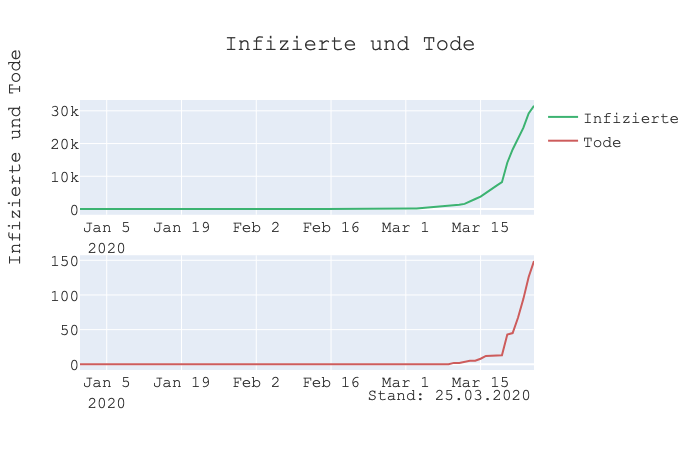 Infizierte und Tode
Infizierte und Tode
30k
20k
10k
0
Jan 5 Jan 19 Feb 2 Feb 16 Mar 1 Mar 15
2020
Infizierte
Tode
150
100
50
0
Jan 5 Jan 19 Feb 2 Feb 16 Mar 1 Mar 15
2020
Stand: 25.03.2020